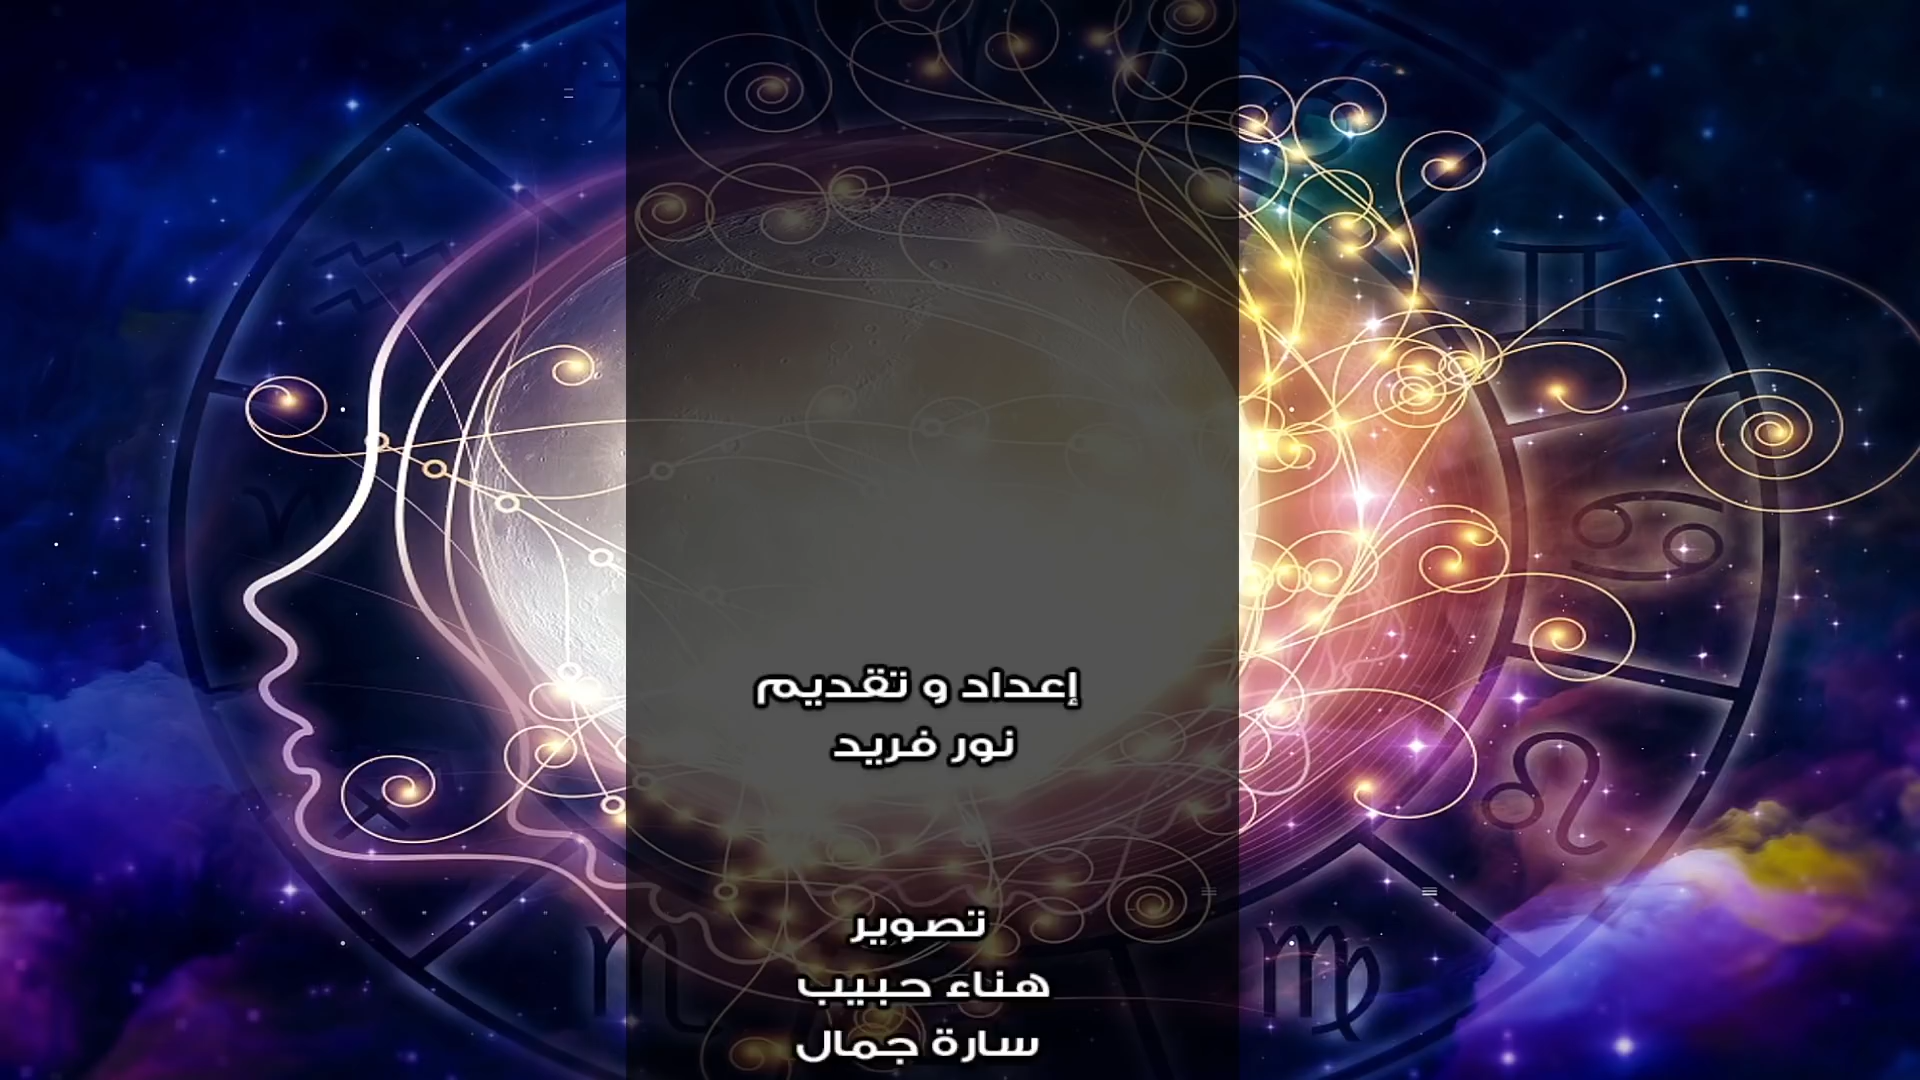 إعداد و تقديم
نور فريد
تصوير
هناء حبيب
سارة جمال